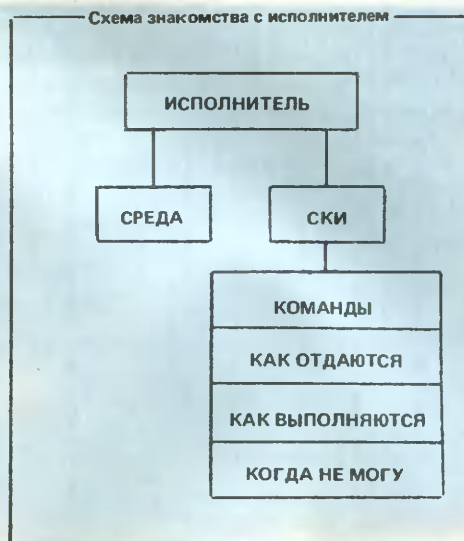 Схема знакомства с исполнителем
ИСПОЛНИТЕЛЬ
СРЕДА СКИ
КОМАНДЫ
КАК ОТДАЮТСЯ
КАК ВЫПОЛНЯЮТСЯ
КОГДА НЕ МОГУ